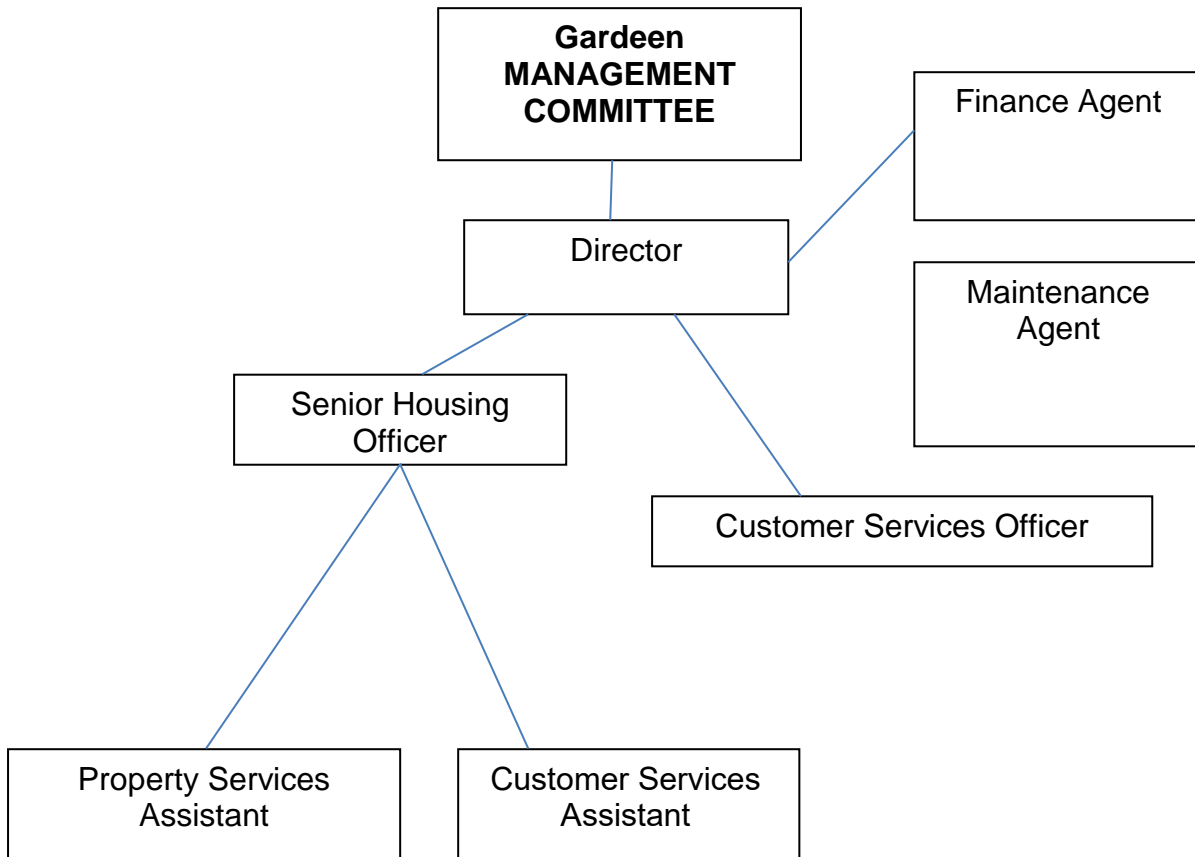 Gardeen
MANAGEMENT
COMMITTEE
Finance Agent
Director
Maintenance
Agent
Senior Housing
Officer
Customer Services Officer
Property Services
Assistant
Customer Services
Assistant